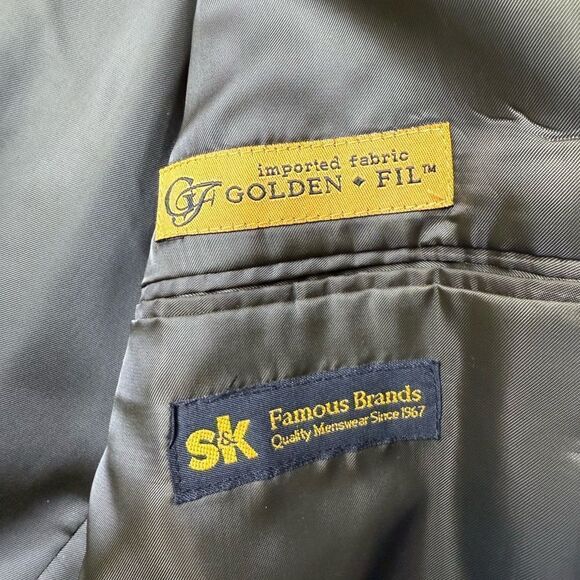 imported fabric
GF GOLDEN ◆ FIL™
s&k Famous Brands
Quality Menswear Since 1967